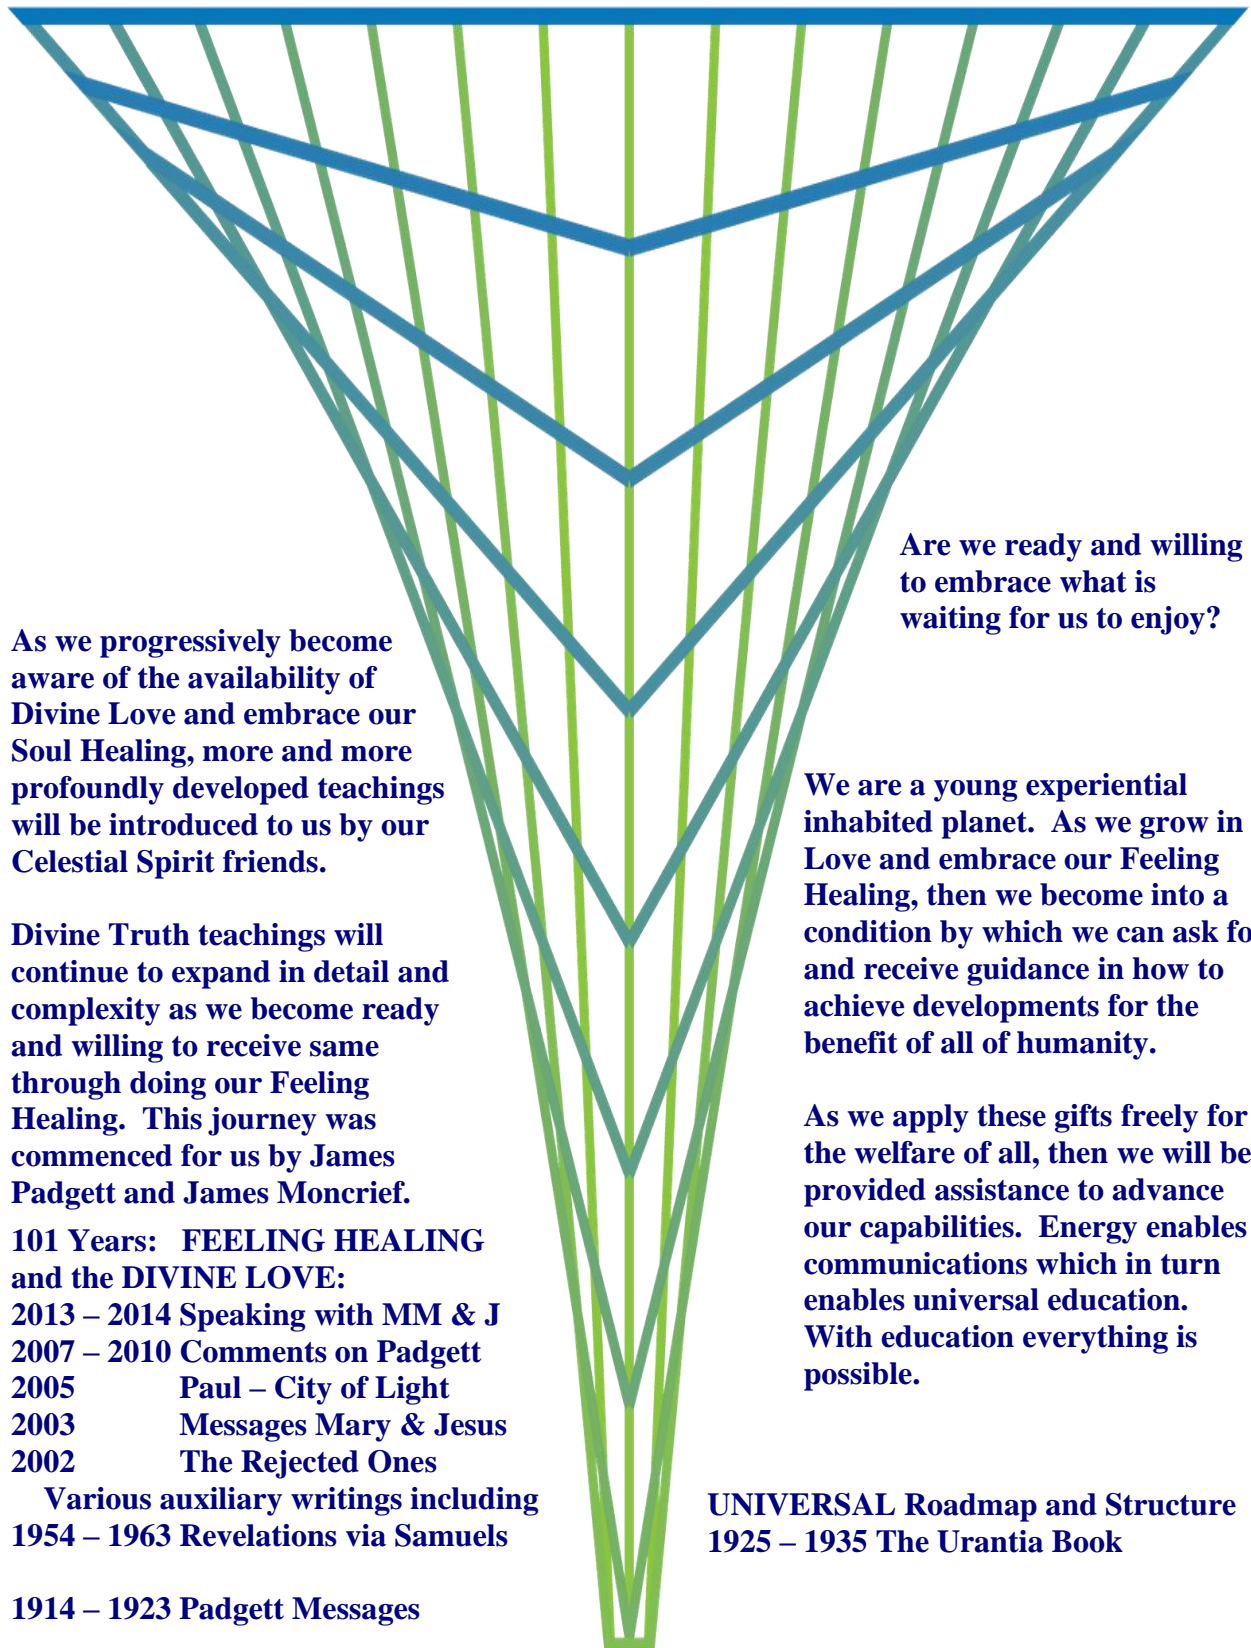 Are we ready and willing
to embrace what is
waiting for us to enjoy?
As we progressively become
aware of the availability of
Divine Love and embrace our
Soul Healing, more and more
profoundly developed teachings
will be introduced to us by our
Celestial Spirit friends.
Divine Truth teachings will
continue to expand in detail and
complexity as we become ready
and willing to receive same
through doing our Feeling
Healing.  This journey was
commenced for us by James
Padgett and James Moncrief.
101 Years:   FEELING HEALING
and the DIVINE LOVE:
2013 – 2014 Speaking with MM & J
2007 – 2010 Comments on Padgett
2005 Paul – City of Light
2003 Messages Mary & Jesus
2002 The Rejected Ones
Various auxiliary writings including
1954 – 1963 Revelations via Samuels
1914 – 1923 Padgett Messages
We are a young experiential
inhabited planet.  As we grow in
Love and embrace our Feeling
Healing, then we become into a
condition by which we can ask fo
and receive guidance in how to
achieve developments for the
benefit of all of humanity.
As we apply these gifts freely for
the welfare of all, then we will be
provided assistance to advance
our capabilities.  Energy enables
communications which in turn
enables universal education.
With education everything is
possible.
UNIVERSAL Roadmap and Structure
1925 – 1935 The Urantia Book